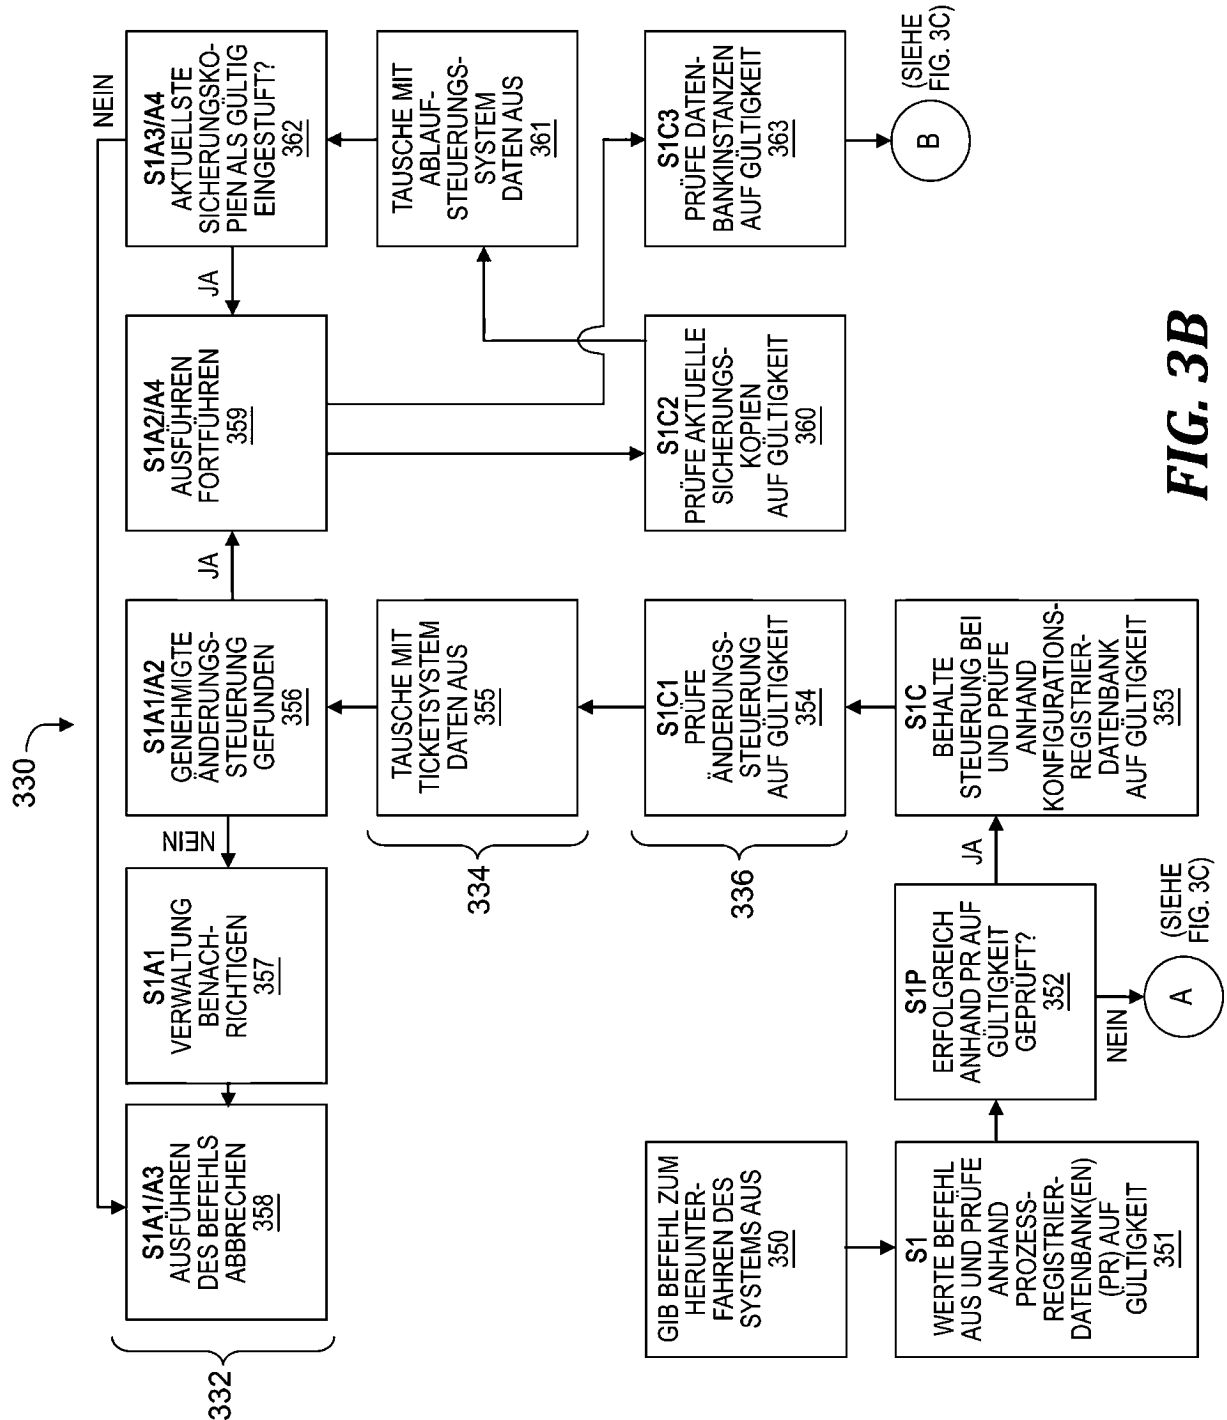 330
332
S1A1/A3
AUSFÜHREN
DES BEFEHLS
ABBRECHEN
358
S1A1
VERWALTUNG
BENACH-
RICHTIGEN
357
NEIN
S1A1/A2
GENEHMIGTE
ÄNDERUNGS-
STEUERUNG
GEFUNDEN
356
JA
S1A2/A4
AUSFÜHREN
FORTFÜHREN
359
JA
S1A3/A4
AKTUELLSTE
SICHERUNGSKO-
PIEN ALS GÜLTIG
EINGESTUFT?
362
NEIN
334
TAUSCHE MIT
TICKETSYSTEM
DATEN AUS
355
TAUSCHE MIT
ABLAUF-
STEUERUNGS-
SYSTEM
DATEN AUS
361
336
GIB BEFEHL ZUM
HERUNTER-
FAHREN DES
SYSTEMS AUS
350
S1C1
PRÜFE
ÄNDERUNGS-
STEUERUNG
AUF GÜLTIGKEIT
354
S1C2
PRÜFE AKTUELLE
SICHERUNGS-
KOPIEN
AUF GÜLTIGKEIT
360
S1C3
PRÜFE DATEN-
BANKINSTANZEN
AUF GÜLTIGKEIT
363
S1
WERTE BEFEHL
AUS UND PRÜFE
ANHAND
PROZESS-
REGISTRIER-
DATENBANK(EN)
(PR) AUF
GÜLTIGKEIT
351
S1P
ERFOLGREICH
ANHAND PR AUF
GÜLTIGKEIT
GEPRÜFT?
352
JA
NEIN
S1C
BEHALTE
STEUERUNG BEI
UND PRÜFE
ANHAND
KONFIGURATIONS-
REGISTRIER-
DATENBANK
AUF GÜLTIGKEIT
353
B
(SIEHE
FIG. 3C)
A
(SIEHE
FIG. 3C)
FIG. 3B